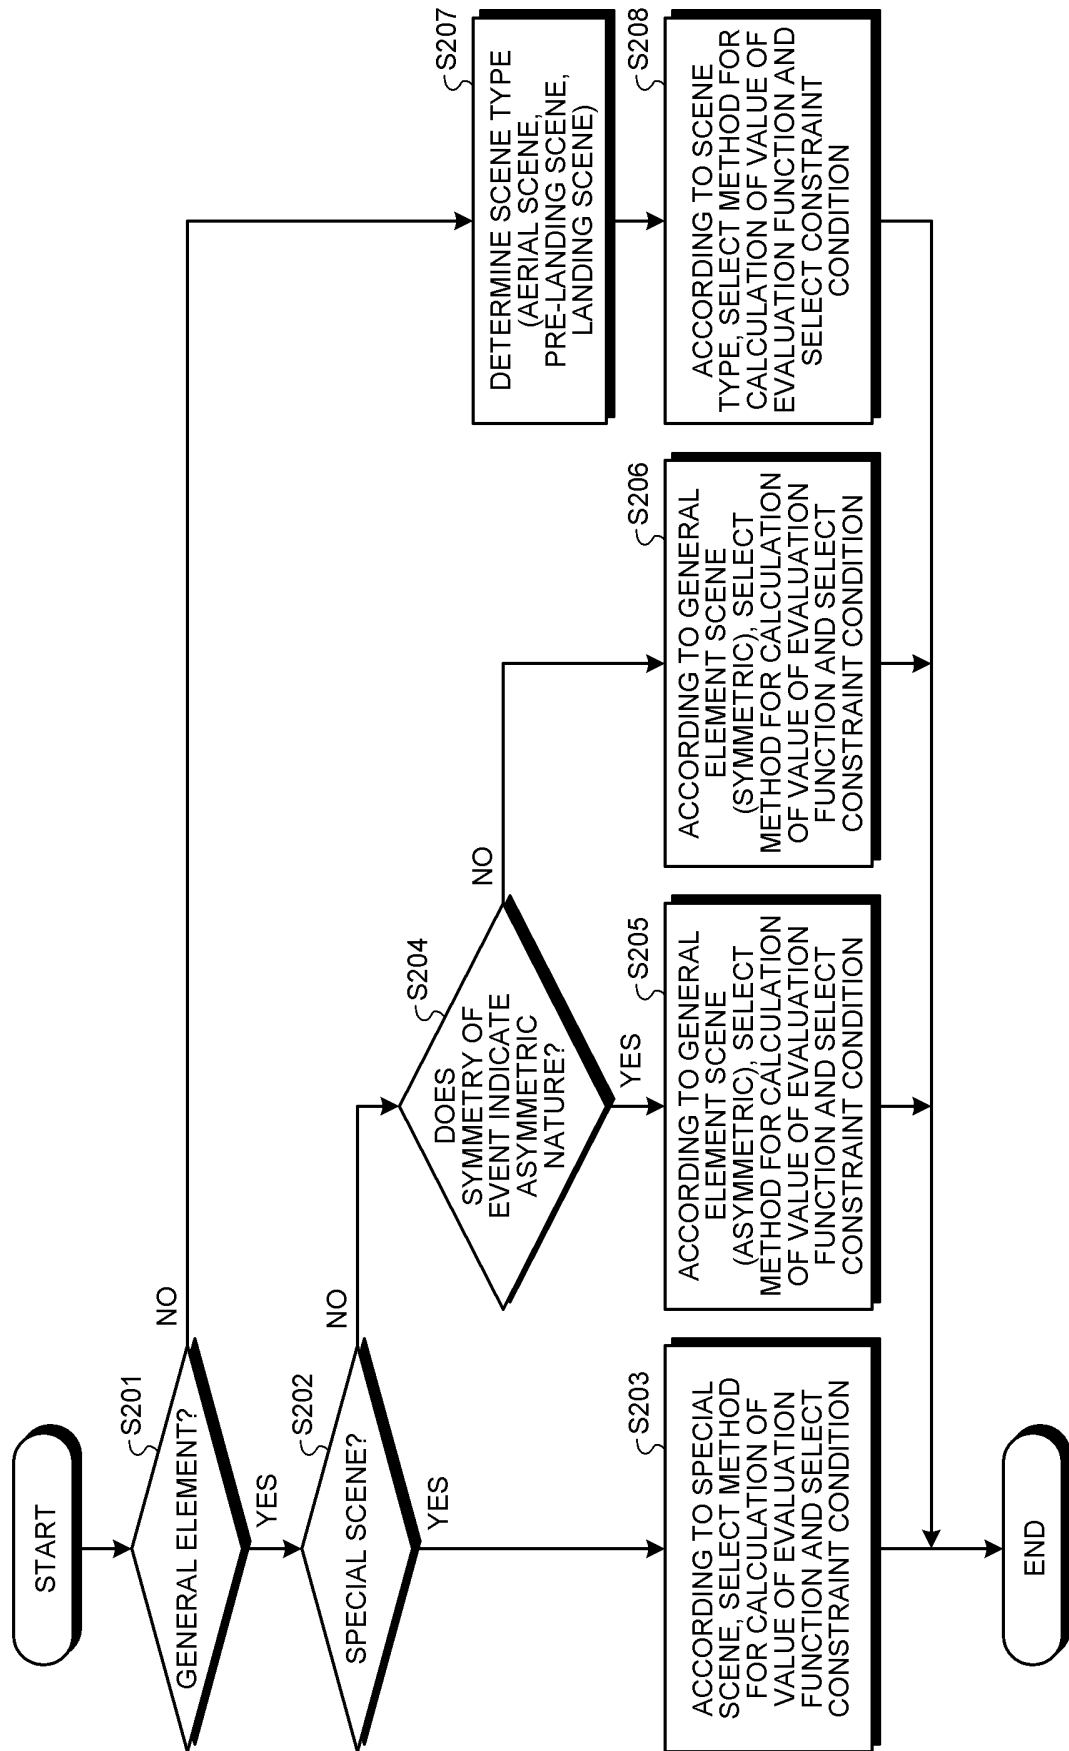 START
S201
GENERAL ELEMENT?
NO
YES
S202
SPECIAL SCENE?
NO
YES
S203
ACCORDING TO SPECIAL
SCENE, SELECT METHOD
FOR CALCULATION OF
VALUE OF EVALUATION
FUNCTION AND SELECT
CONSTRAINT CONDITION
S204
DOES
SYMMETRY OF
EVENT INDICATE
ASYMMETRIC
NATURE?
NO
YES
S205
ACCORDING TO GENERAL
ELEMENT SCENE
(ASYMMETRIC), SELECT
METHOD FOR CALCULATION
OF VALUE OF EVALUATION
FUNCTION AND SELECT
CONSTRAINT CONDITION
S206
ACCORDING TO GENERAL
ELEMENT SCENE
(SYMMETRIC), SELECT
METHOD FOR CALCULATION
OF VALUE OF EVALUATION
FUNCTION AND SELECT
CONSTRAINT CONDITION
S207
DETERMINE SCENE TYPE
(AERIAL SCENE,
PRE-LANDING SCENE,
LANDING SCENE)
S208
ACCORDING TO SCENE
TYPE, SELECT METHOD FOR
CALCULATION OF VALUE OF
EVALUATION FUNCTION AND
SELECT CONSTRAINT
CONDITION
END